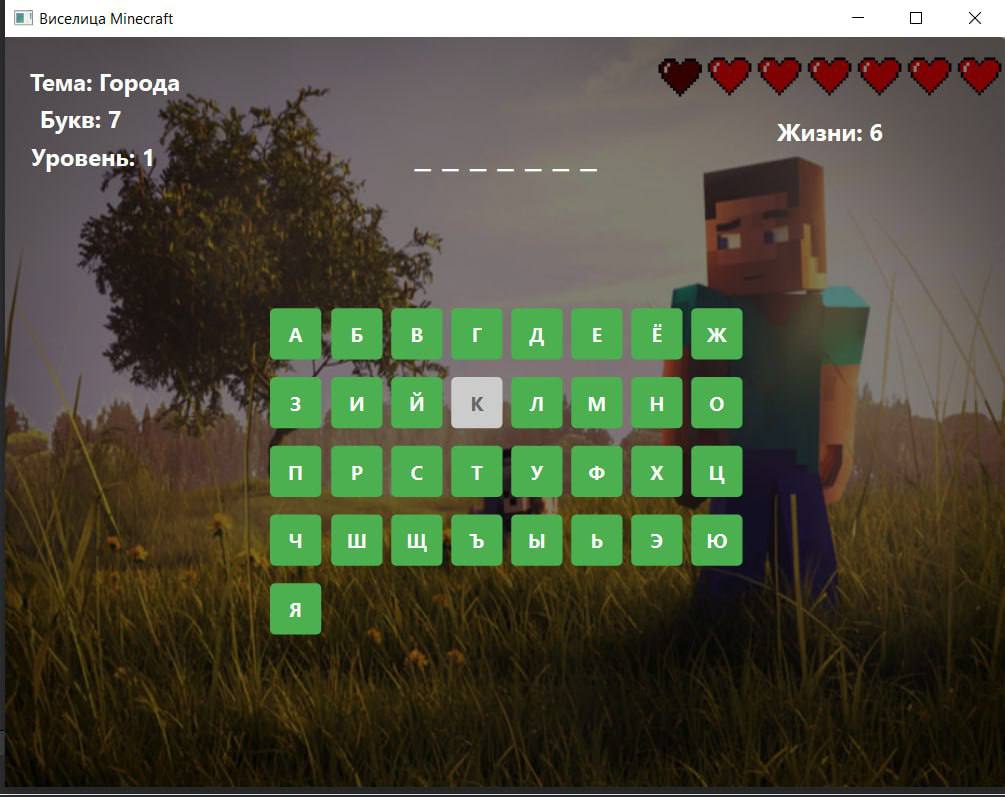 Виселица Minecraft
Тема: Города
Букв: 7
Уровень: 1
Жизни: 6
_ _ _ _ _ _ _
А Б В Г Д Е Ё Ж
З И Й К Л М Н О
П Р С Т У Ф Х Ц
Ч Ш Щ Ъ Ы Ь Э Ю
Я